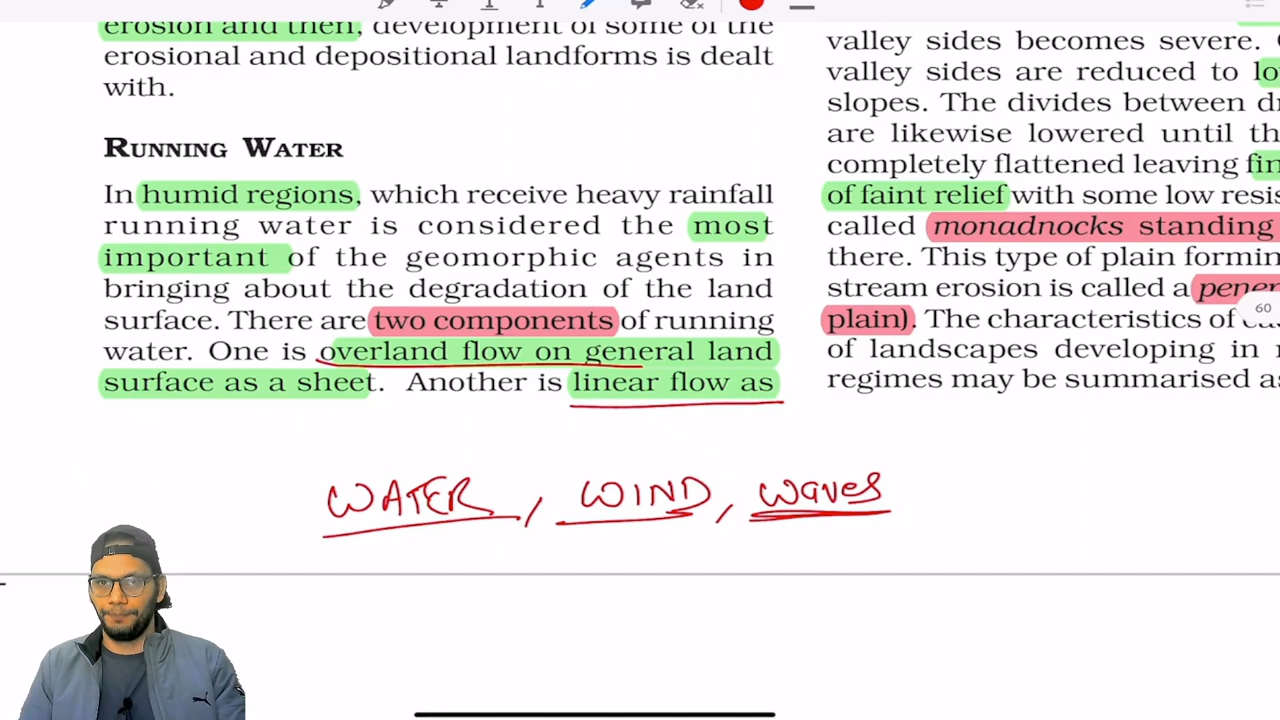 erosion and then, development of some of the
erosional and depositional landforms is dealt
with.
RUNNING WATER
In humid regions, which receive heavy rainfall
running water is considered the most
important of the geomorphic agents in
bringing about the degradation of the land
surface. There are two components of running
water. One is overland flow on general land
surface as a sheet. Another is linear flow as
valley sides becomes severe.
valley sides are reduced to
slopes. The divides between
are likewise lowered until
completely flattened leaving
of faint relief with some low
called monadnocks standing
there. This type of plain
stream erosion is called a
plain). The characteristics of
of landscapes developing in
regimes may be summarised
60
WATER, WIND, waves